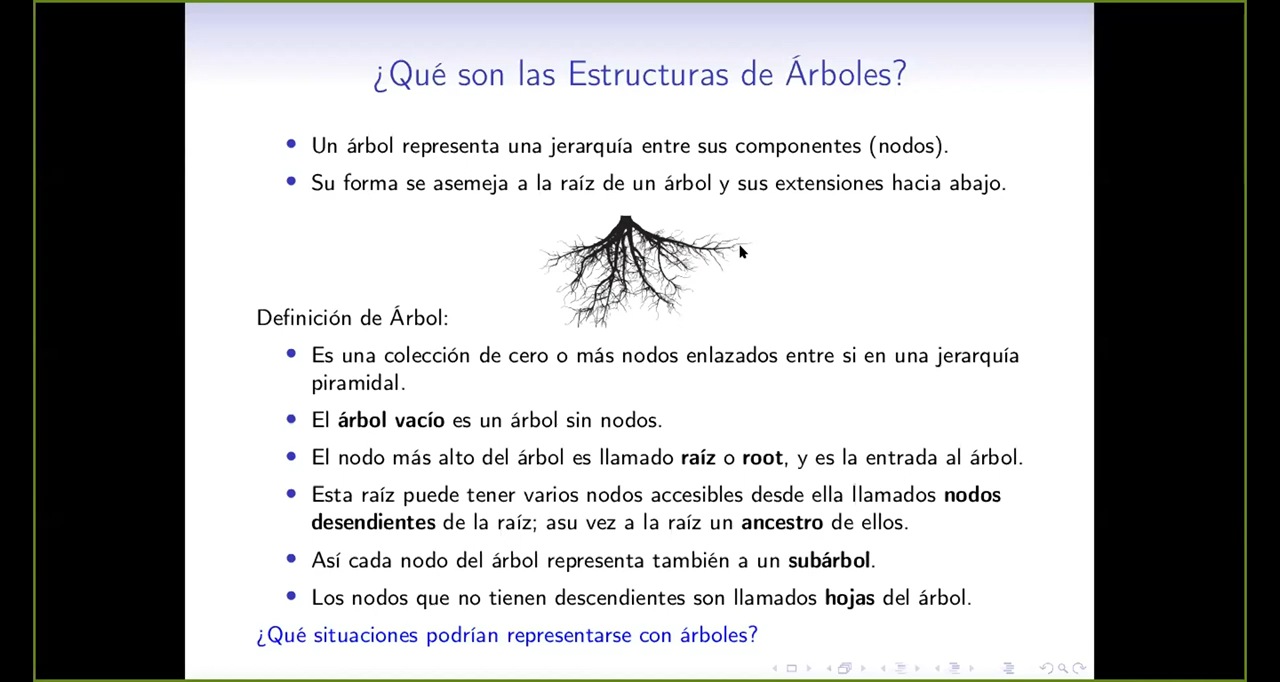 ¿Qué son las Estructuras de Árboles?
• Un árbol representa una jerarquía entre sus componentes (nodos).
• Su forma se asemeja a la raíz de un árbol y sus extensiones hacia abajo.
Definición de Árbol:
• Es una colección de cero o más nodos enlazados entre si en una jerarquía
piramidal.
• El árbol vacío es un árbol sin nodos.
• El nodo más alto del árbol es llamado raíz o root, y es la entrada al árbol.
• Esta raíz puede tener varios nodos accesibles desde ella llamados nodos
desendientes de la raíz; asu vez a la raíz un ancestro de ellos.
• Así cada nodo del árbol representa también a un subárbol.
• Los nodos que no tienen descendientes son llamados hojas del árbol.
¿Qué situaciones podrían representarse con árboles?